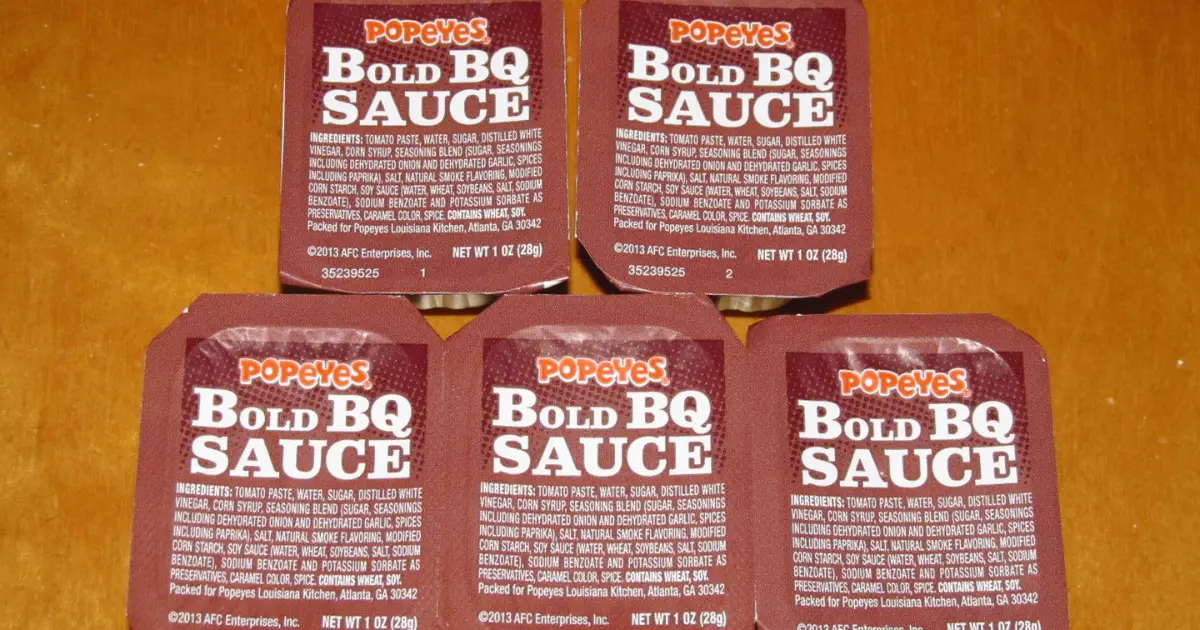 POPEYES
BOLD BQ
SAUCE
INGREDIENTS: TOMATO PASTE, WATER, SUGAR, DISTILLED WHITE
VINEGAR, CORN SYRUP, SEASONING BLEND (SUGAR, SEASONINGS
INCLUDING DEHYDRATED ONION AND DEHYDRATED GARLIC, SPICES
INCLUDING PAPRIKA), SALT, NATURAL SMOKE FLAVORING, MODIFIED
CORN STARCH, SOY SAUCE (WATER, WHEAT, SOYBEANS, SALT, SODIUM
BENZOATE), SODIUM BENZOATE AND POTASSIUM SORBATE AS
PRESERVATIVES, CARAMEL COLOR, SPICE. CONTAINS WHEAT, SOY.
Packed for Popeyes Louisiana Kitchen, Atlanta, GA 30342
©2013 AFC Enterprises, Inc. NET WT 1 OZ (28g)
35239525 1
POPEYES
BOLD BQ
SAUCE
INGREDIENTS: TOMATO PASTE, WATER, SUGAR, DISTILLED WHITE
VINEGAR, CORN SYRUP, SEASONING BLEND (SUGAR, SEASONINGS
INCLUDING DEHYDRATED ONION AND DEHYDRATED GARLIC, SPICES
INCLUDING PAPRIKA), SALT, NATURAL SMOKE FLAVORING, MODIFIED
CORN STARCH, SOY SAUCE (WATER, WHEAT, SOYBEANS, SALT, SODIUM
BENZOATE), SODIUM BENZOATE AND POTASSIUM SORBATE AS
PRESERVATIVES, CARAMEL COLOR, SPICE. CONTAINS WHEAT, SOY.
Packed for Popeyes Louisiana Kitchen, Atlanta, GA 30342
©2013 AFC Enterprises, Inc. NET WT 1 OZ (28g)
35239525 2
POPEYES
BOLD BQ
SAUCE
INGREDIENTS: TOMATO PASTE, WATER, SUGAR, DISTILLED WHITE
VINEGAR, CORN SYRUP, SEASONING BLEND (SUGAR, SEASONINGS
INCLUDING DEHYDRATED ONION AND DEHYDRATED GARLIC, SPICES
INCLUDING PAPRIKA), SALT, NATURAL SMOKE FLAVORING, MODIFIED
CORN STARCH, SOY SAUCE (WATER, WHEAT, SOYBEANS, SALT, SODIUM
BENZOATE), SODIUM BENZOATE AND POTASSIUM SORBATE AS
PRESERVATIVES, CARAMEL COLOR, SPICE. CONTAINS WHEAT, SOY.
Packed for Popeyes Louisiana Kitchen, Atlanta, GA 30342
©2013 AFC Enterprises, Inc. NET WT 1 OZ (28g)
POPEYES
BOLD BQ
SAUCE
INGREDIENTS: TOMATO PASTE, WATER, SUGAR, DISTILLED WHITE
VINEGAR, CORN SYRUP, SEASONING BLEND (SUGAR, SEASONINGS
INCLUDING DEHYDRATED ONION AND DEHYDRATED GARLIC, SPICES
INCLUDING PAPRIKA), SALT, NATURAL SMOKE FLAVORING, MODIFIED
CORN STARCH, SOY SAUCE (WATER, WHEAT, SOYBEANS, SALT, SODIUM
BENZOATE), SODIUM BENZOATE AND POTASSIUM SORBATE AS
PRESERVATIVES, CARAMEL COLOR, SPICE. CONTAINS WHEAT, SOY.
Packed for Popeyes Louisiana Kitchen, Atlanta, GA 30342
©2013 AFC Enterprises, Inc. NET WT 1 OZ (28g)
POPEYES
BOLD BQ
SAUCE
INGREDIENTS: TOMATO PASTE, WATER, SUGAR, DISTILLED WHITE
VINEGAR, CORN SYRUP, SEASONING BLEND (SUGAR, SEASONINGS
INCLUDING DEHYDRATED ONION AND DEHYDRATED GARLIC, SPICES
INCLUDING PAPRIKA), SALT, NATURAL SMOKE FLAVORING, MODIFIED
CORN STARCH, SOY SAUCE (WATER, WHEAT, SOYBEANS, SALT, SODIUM
BENZOATE), SODIUM BENZOATE AND POTASSIUM SORBATE AS
PRESERVATIVES, CARAMEL COLOR, SPICE. CONTAINS WHEAT, SOY.
Packed for Popeyes Louisiana Kitchen, Atlanta, GA 30342
©2013 AFC Enterprises, Inc. NET WT 1 OZ (28g)